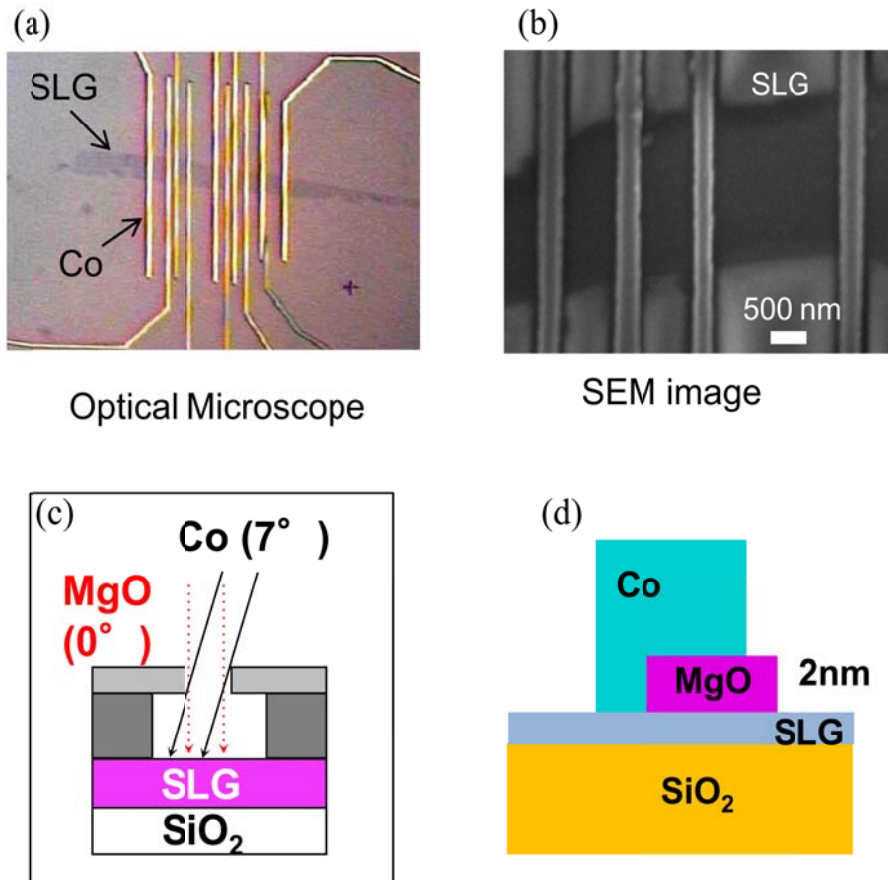 (a)
SLG
Co
Optical Microscope
(b)
SLG
500 nm
SEM image
(c)
Co (7° )
MgO
(0° )
SLG
SiO₂
(d)
Co
MgO
2nm
SLG
SiO₂